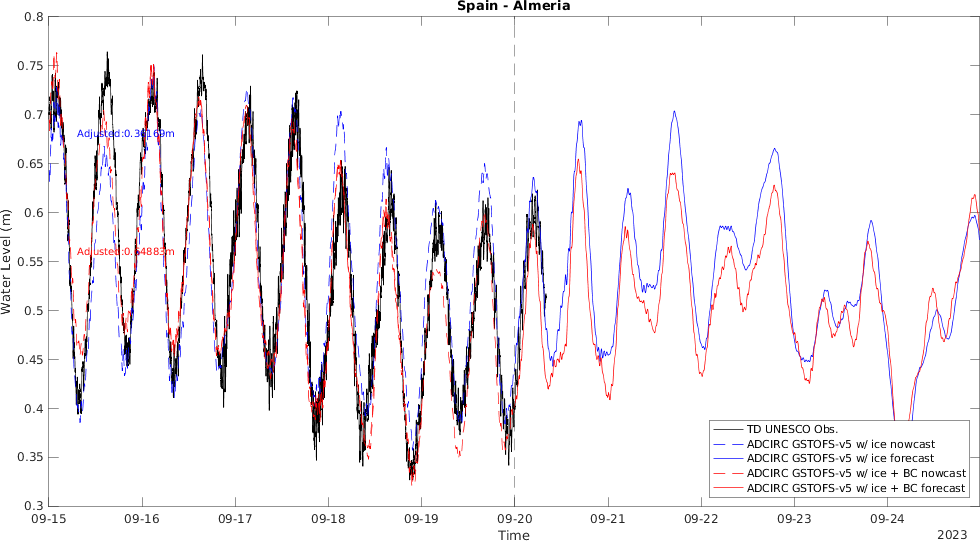 Spain - Almeria
0.8
0.75
0.7
0.65
0.6
0.55
0.5
0.45
0.4
0.35
0.3
Water Level (m)
Adjusted:0.36169m
TD UNESCO Obs.
ADCIRC GSTOFS-v5 w/ ice nowcast
ADCIRC GSTOFS-v5 w/ ice forecast
ADCIRC GSTOFS-v5 w/ ice + BC nowcast
ADCIRC GSTOFS-v5 w/ ice + BC forecast
09-15 09-16 09-17 09-18 09-19 09-20 09-21 09-22 09-23 09-24
Time
2023